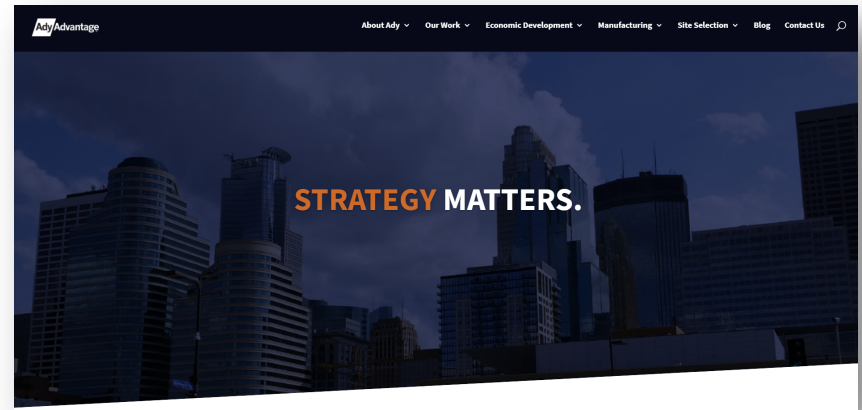 Ady Advantage
About Ady
Our Work
Economic Development
Manufacturing
Site Selection
Blog
Contact Us
STRATEGY MATTERS.